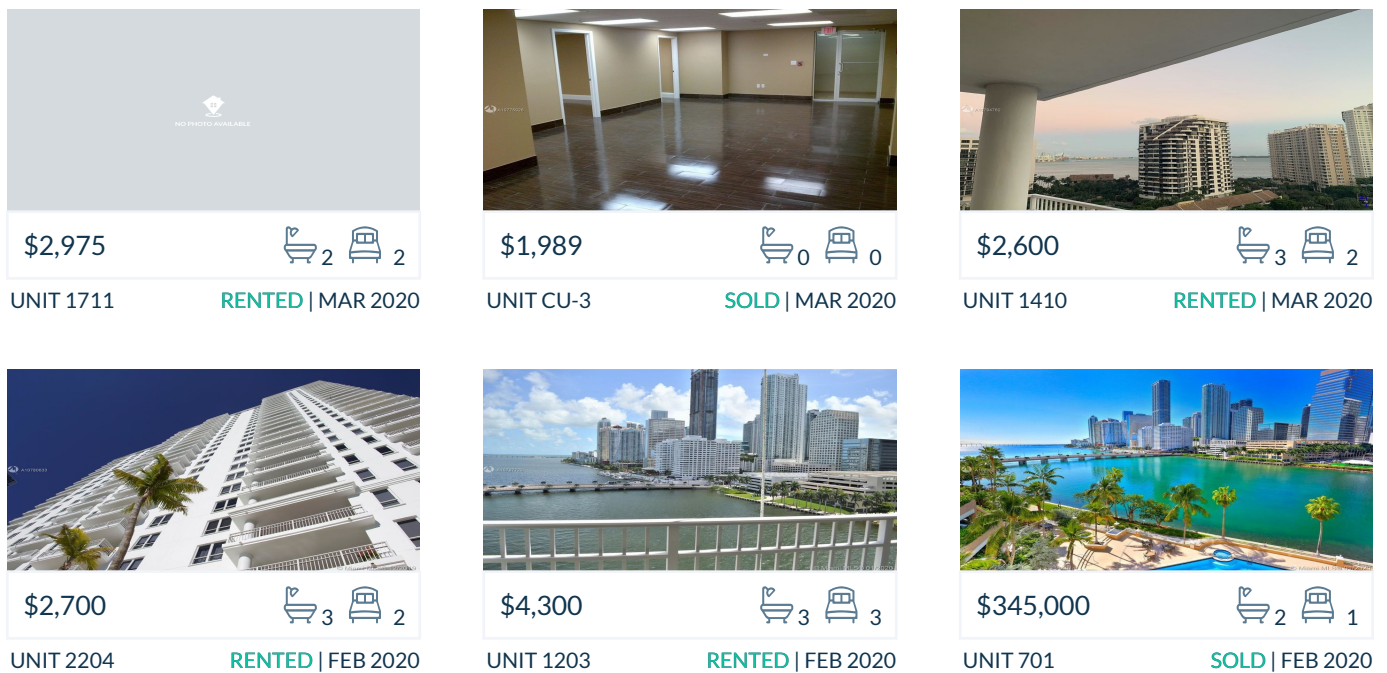 NO PHOTO AVAILABLE
$2,975 2 2
UNIT 1711 RENTED | MAR 2020
$1,989 0 0
UNIT CU-3 SOLD | MAR 2020
$2,600 3 2
UNIT 1410 RENTED | MAR 2020
$2,700 3 2
UNIT 2204 RENTED | FEB 2020
$4,300 3 3
UNIT 1203 RENTED | FEB 2020
$345,000 2 1
UNIT 701 SOLD | FEB 2020